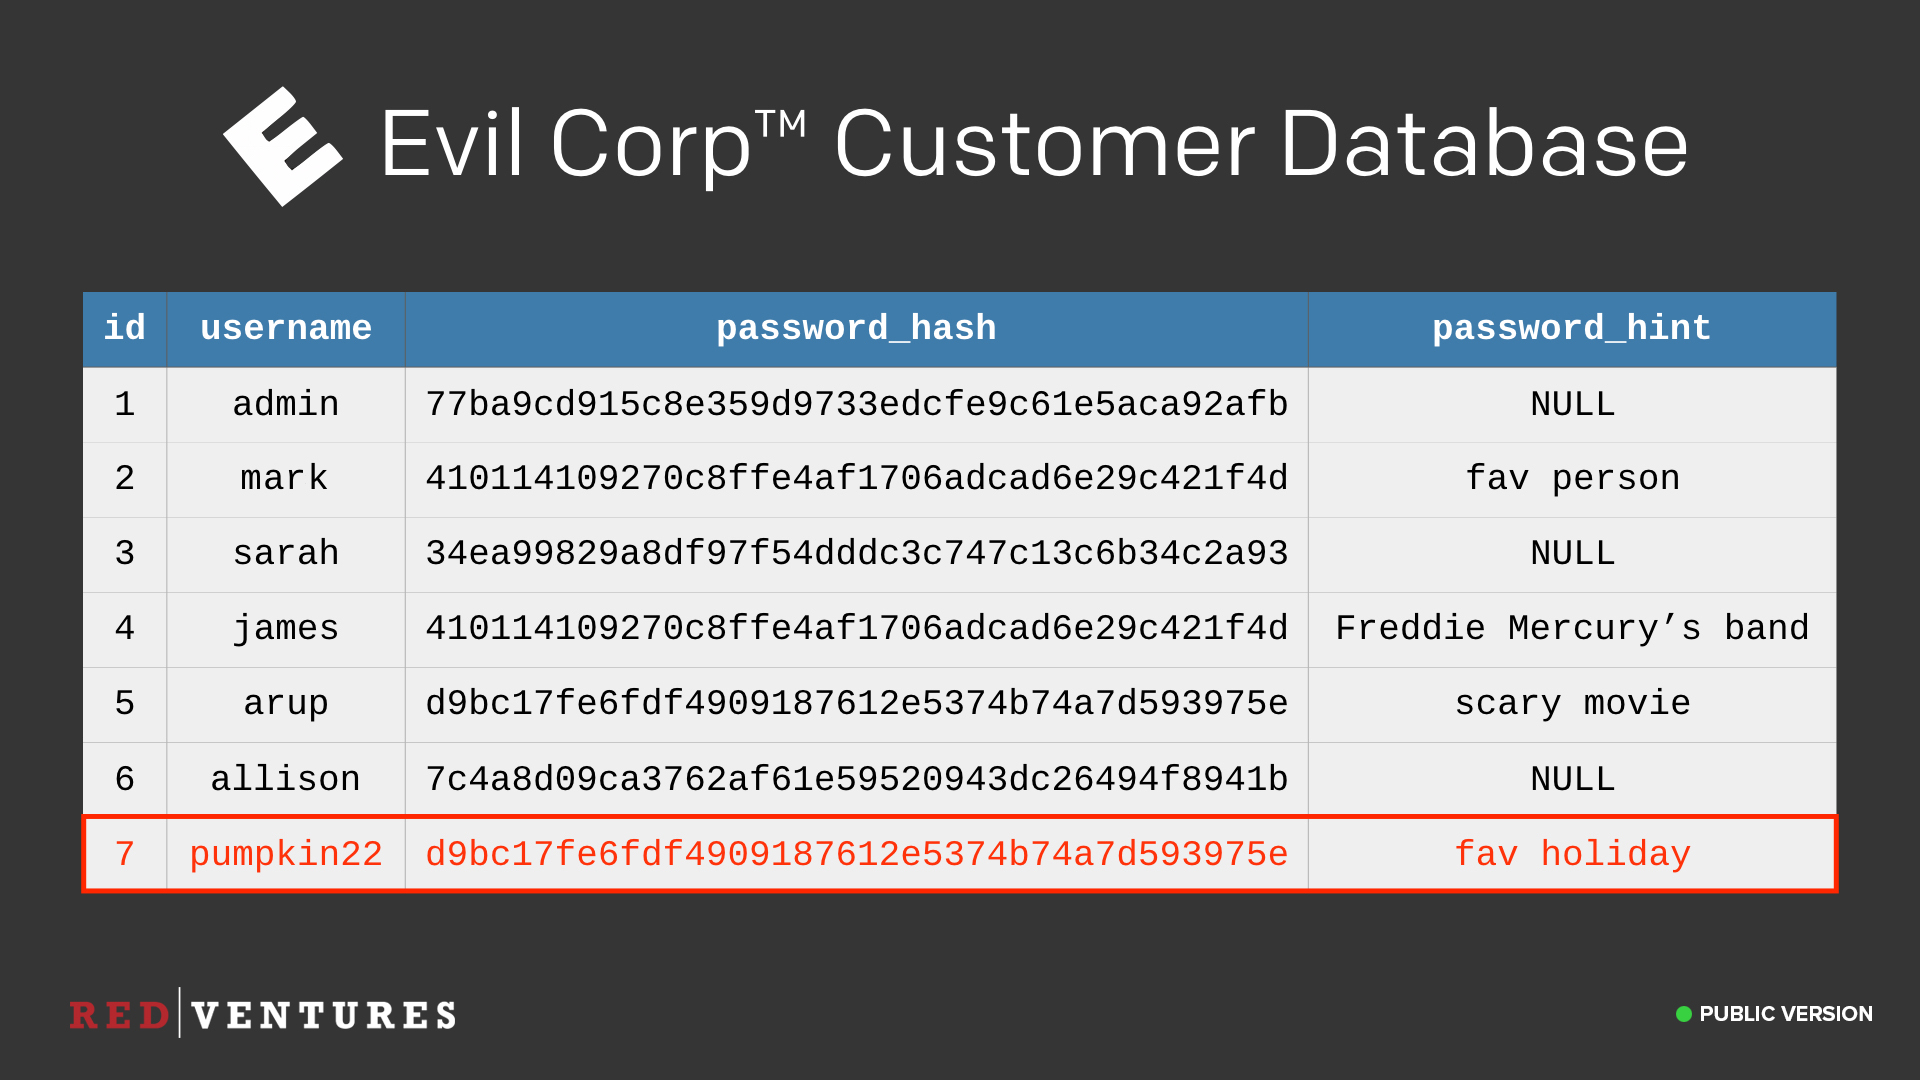 Evil Corp™ Customer Database
id username password_hash password_hint
1 admin 77ba9cd915c8e359d9733edcfe9c61e5aca92afb NULL
2 mark 410114109270c8ffe4af1706adcad6e29c421f4d fav person
3 sarah 34ea99829a8df97f54dddc3c747c13c6b34c2a93 NULL
4 james 410114109270c8ffe4af1706adcad6e29c421f4d Freddie Mercury’s band
5 arup d9bc17fe6fdf4909187612e5374b74a7d593975e scary movie
6 allison 7c4a8d09ca3762af61e59520943dc26494f8941b NULL
7 pumpkin22 d9bc17fe6fdf4909187612e5374b74a7d593975e fav holiday
RED VENTURES
PUBLIC VERSION